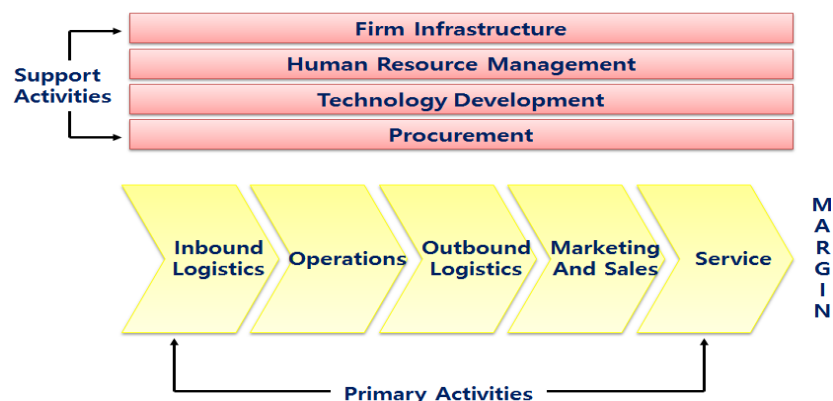 Firm Infrastructure
Human Resource Management
Support
Activities
Technology Development
Procurement
Inbound
Logistics
Operations
Outbound
Logistics
Marketing
And Sales
Service
MARGIN
Primary Activities